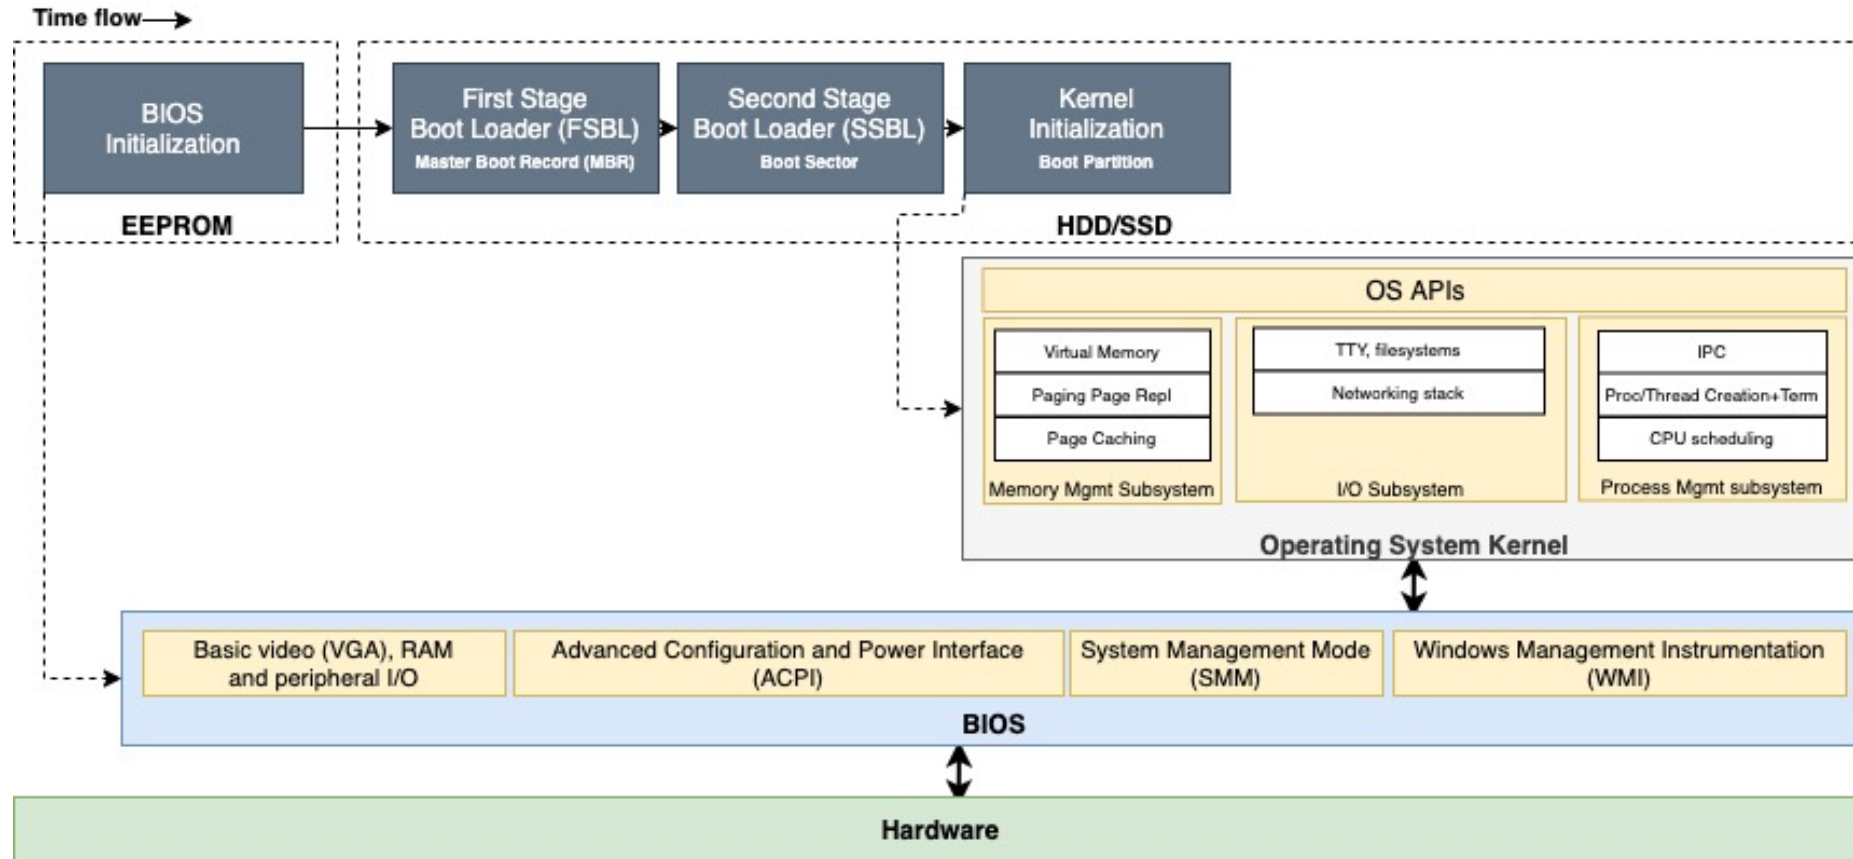 Time flow
BIOS
Initialization
EEPROM
First Stage
Boot Loader (FSBL)
Master Boot Record (MBR)
Second Stage
Boot Loader (SSBL)
Boot Sector
Kernel
Initialization
Boot Partition
HDD/SSD
OS APIs
Virtual Memory
Paging Page Repl
Page Caching
Memory Mgmt Subsystem
TTY, filesystems
Networking stack
I/O Subsystem
IPC
Proc/Thread Creation+Term
CPU scheduling
Process Mgmt subsystem
Operating System Kernel
Basic video (VGA), RAM
and peripheral I/O
Advanced Configuration and Power Interface
(ACPI)
System Management Mode
(SMM)
Windows Management Instrumentation
(WMI)
BIOS
Hardware